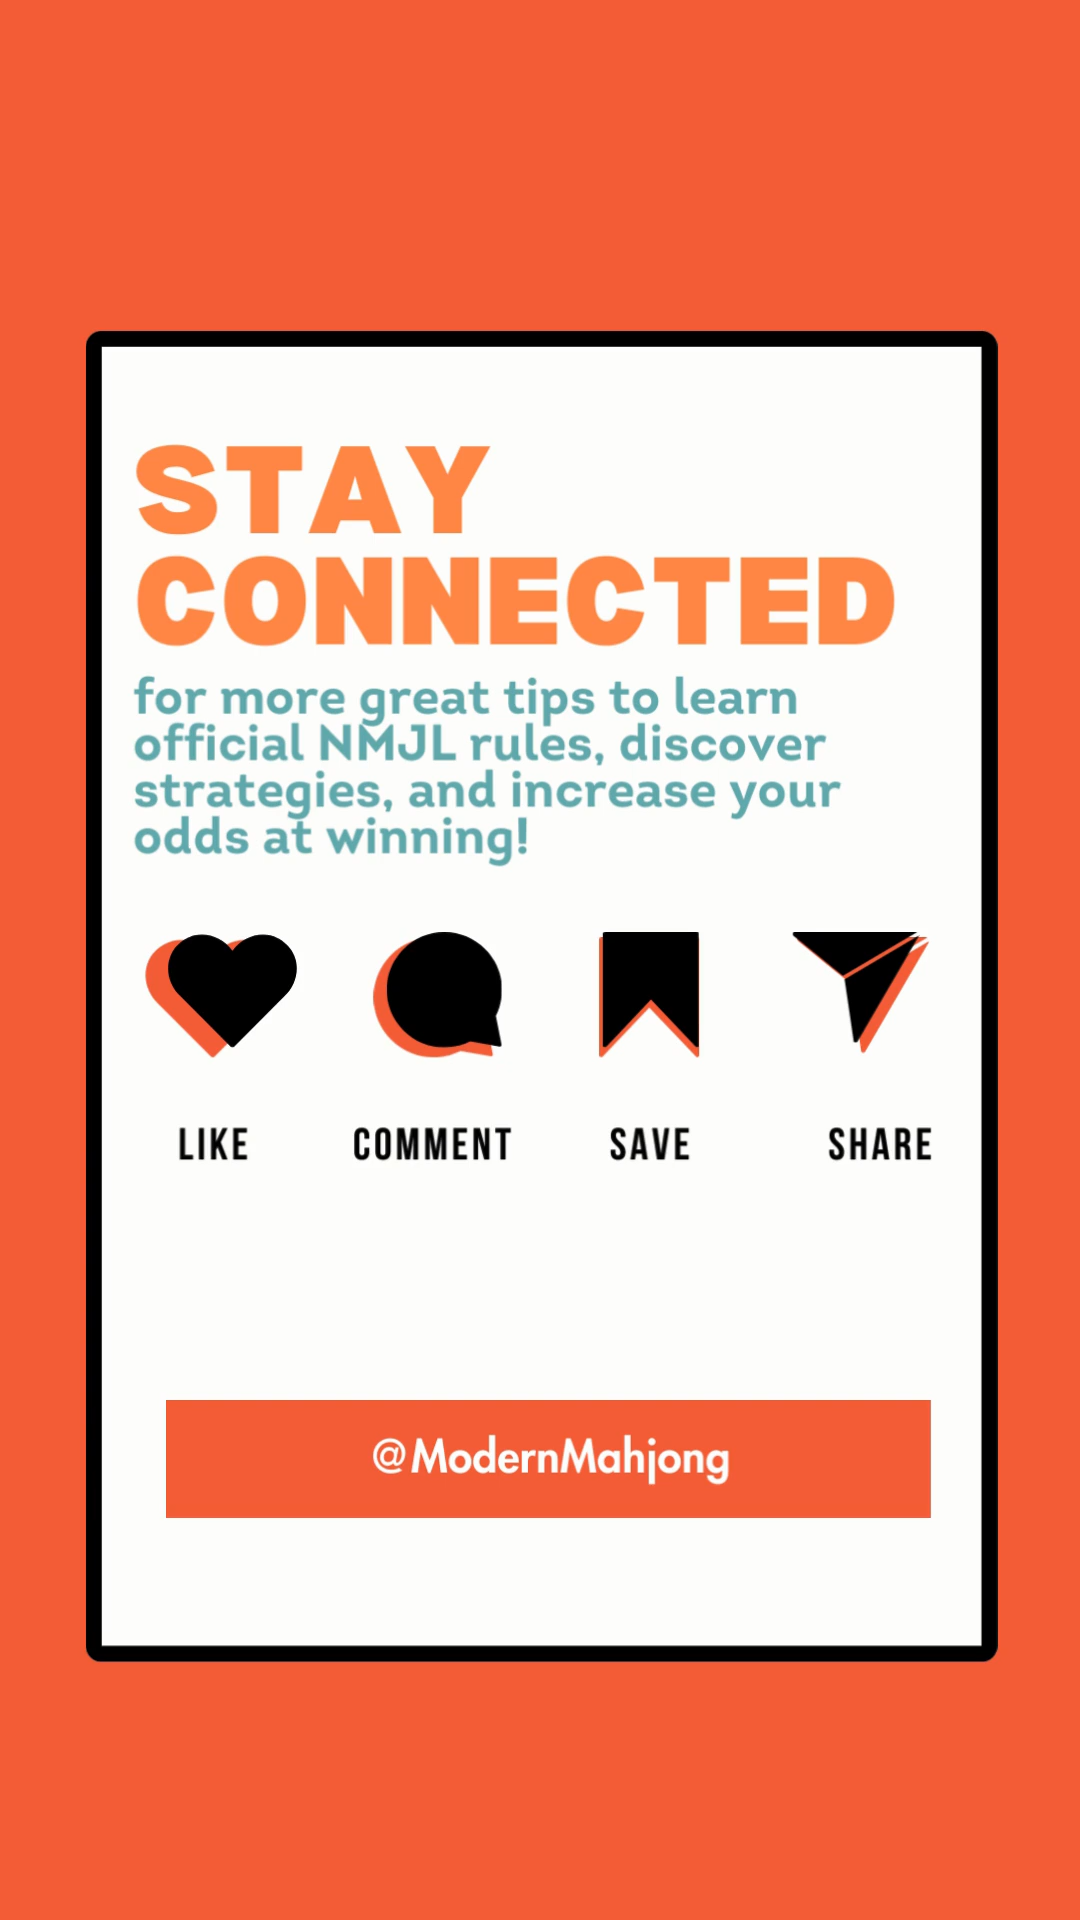 STAY
CONNECTED
for more great tips to learn
official NMJL rules, discover
strategies, and increase your
odds at winning!
LIKE COMMENT SAVE SHARE
@ModernMahjong